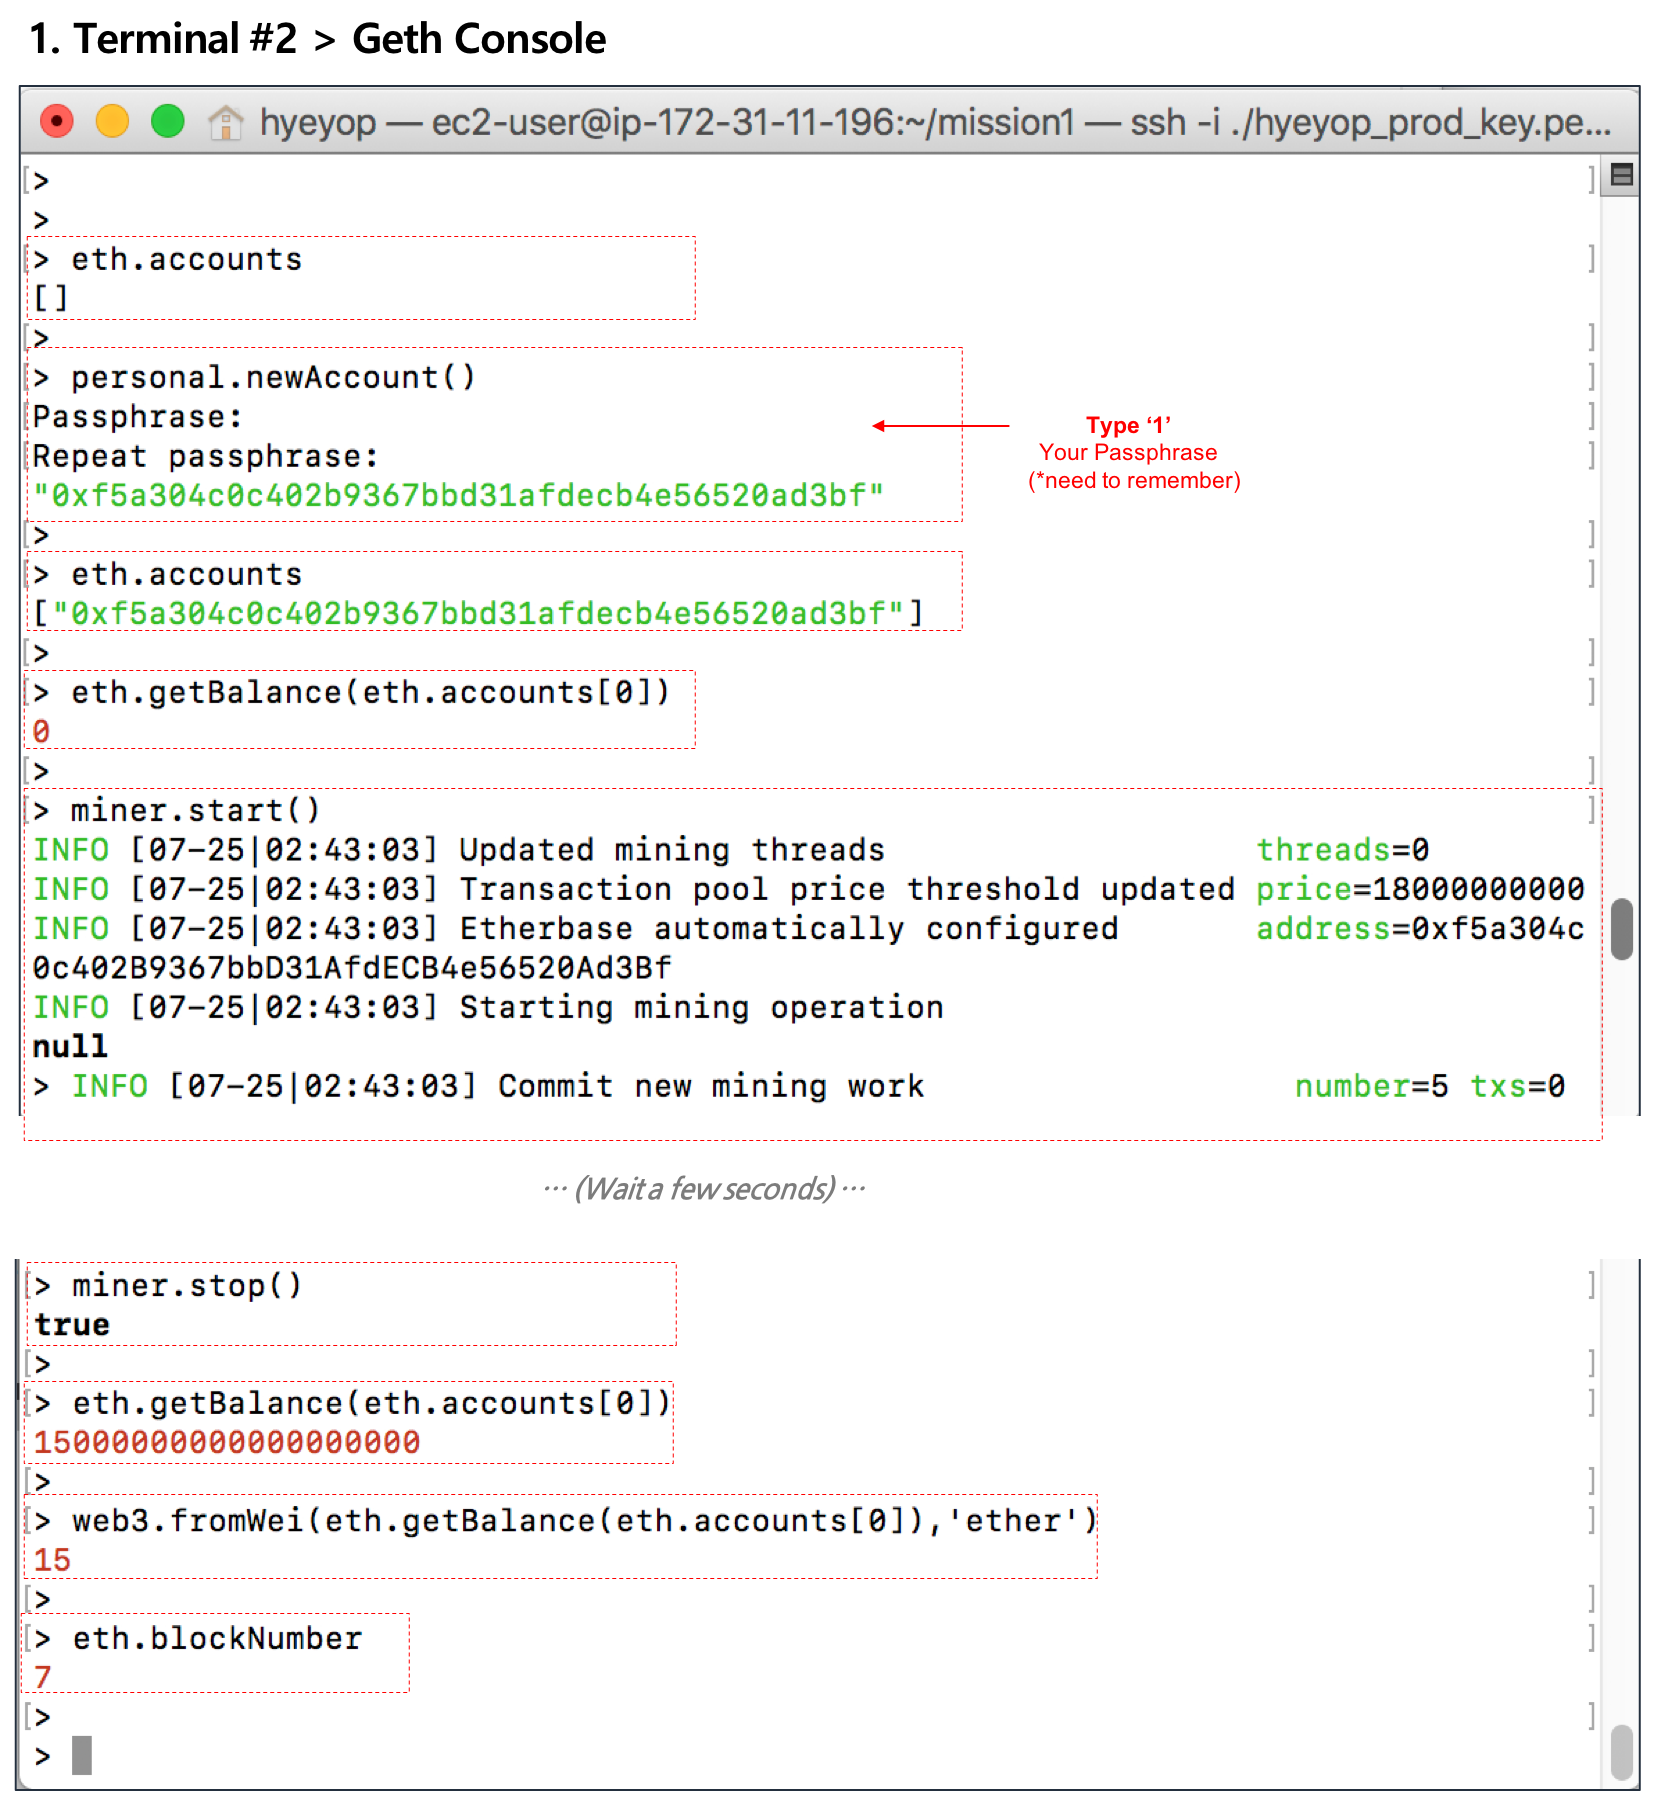 1. Terminal #2 > Geth Console
hyeyop — ec2-user@ip-172-31-11-196:~/mission1 — ssh -i ./hyeyop_prod_key.pe...
[> ]
>
[> eth.accounts ]
[]
[> ]
[> personal.newAccount() ]
[Passphrase: ]
[Repeat passphrase: ]
"0xf5a304c0c402b9367bbd31afdecb4e56520ad3bf"
Type ‘1’
Your Passphrase
(*need to remember)
[> ]
[> eth.accounts ]
["0xf5a304c0c402b9367bbd31afdecb4e56520ad3bf"]
[> ]
[> eth.getBalance(eth.accounts[0]) ]
0
[> ]
[> miner.start() ]
INFO [07-25|02:43:03] Updated mining threads threads=0
INFO [07-25|02:43:03] Transaction pool price threshold updated price=18000000000
INFO [07-25|02:43:03] Etherbase automatically configured address=0xf5a304c
0c402B9367bbD31AfdECB4e56520Ad3Bf
INFO [07-25|02:43:03] Starting mining operation
null
> INFO [07-25|02:43:03] Commit new mining work number=5 txs=0
··· (Wait a few seconds) ···
[> miner.stop() ]
true
[> ]
[> eth.getBalance(eth.accounts[0]) ]
15000000000000000000
[> ]
[> web3.fromWei(eth.getBalance(eth.accounts[0]),'ether') ]
15
[> ]
[> eth.blockNumber ]
7
[> ]
>